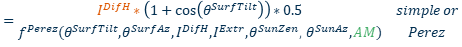 = I^DifH * (1 + cos(θ^SurfTilt) * 0.5 simple or
f^Perez(θ^SurfTilt,θ^SurfAz,I^DifH,I^Extr,θ^SunZen, θ^SunAz,AM) Perez